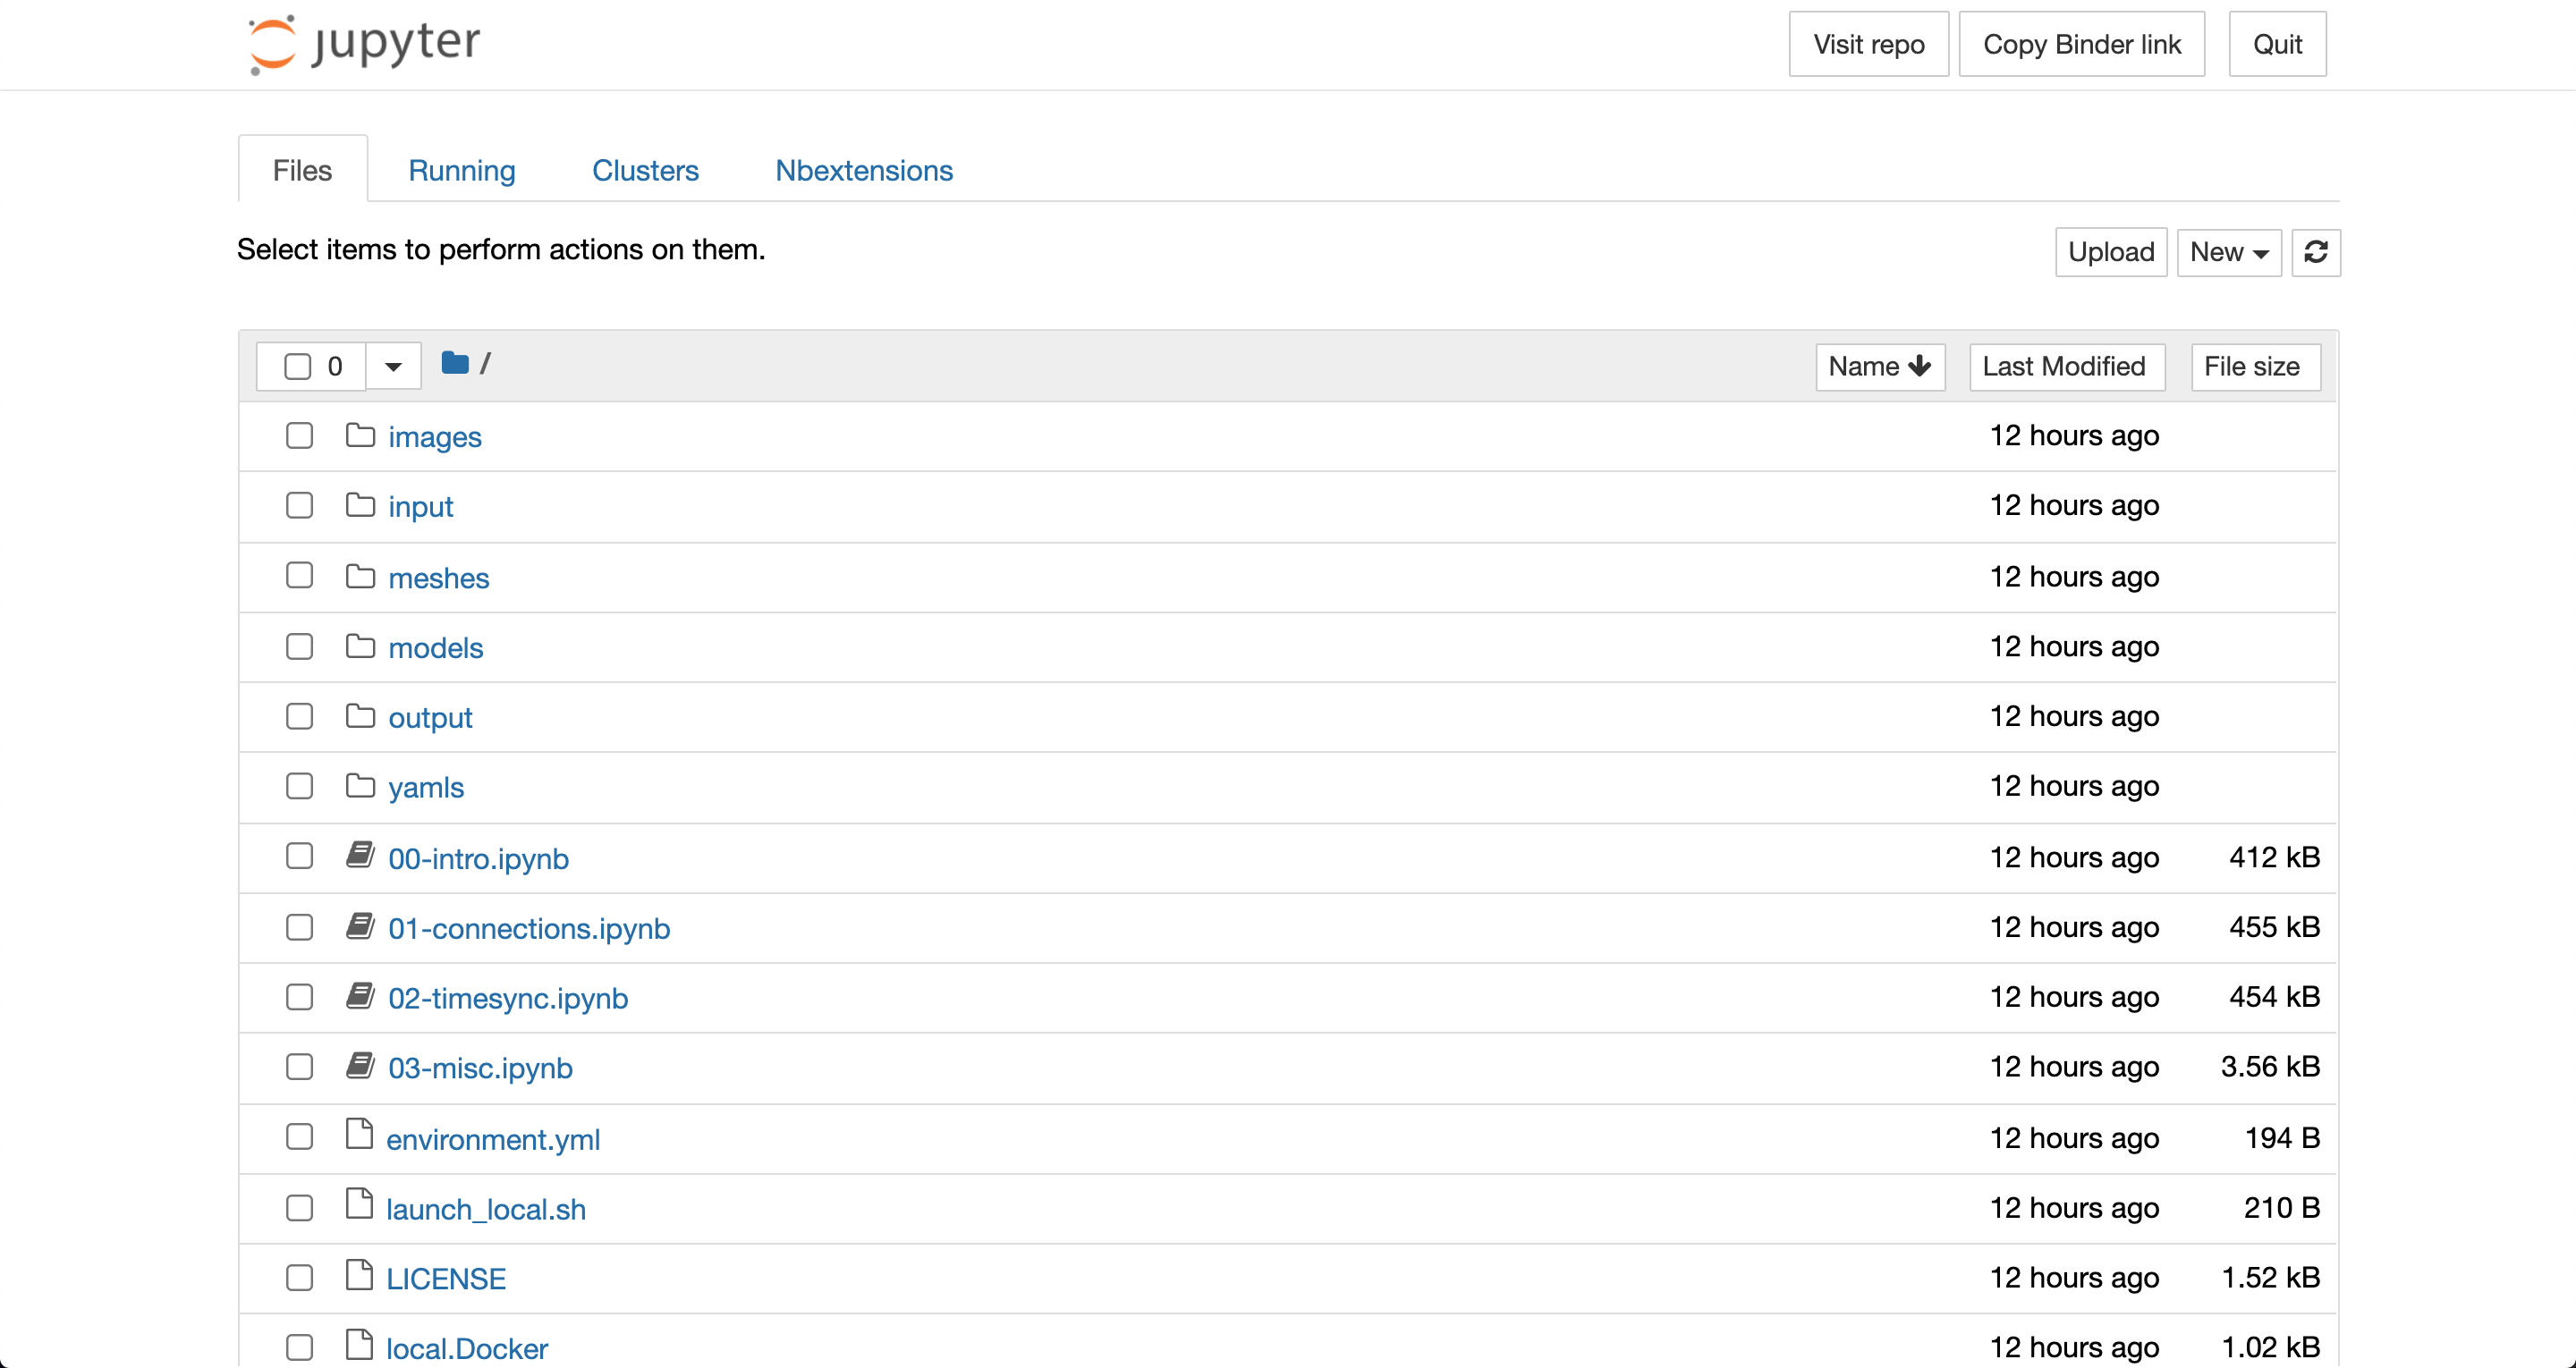 jupyter Visit repo Copy Binder link Quit
Files Running Clusters Nbextensions
Select items to perform actions on them. Upload New
0 / Name Last Modified File size
images 12 hours ago
input 12 hours ago
meshes 12 hours ago
models 12 hours ago
output 12 hours ago
yamls 12 hours ago
00-intro.ipynb 12 hours ago 412 kB
01-connections.ipynb 12 hours ago 455 kB
02-timesync.ipynb 12 hours ago 454 kB
03-misc.ipynb 12 hours ago 3.56 kB
environment.yml 12 hours ago 194 B
launch_local.sh 12 hours ago 210 B
LICENSE 12 hours ago 1.52 kB
local.Docker 12 hours ago 1.02 kB